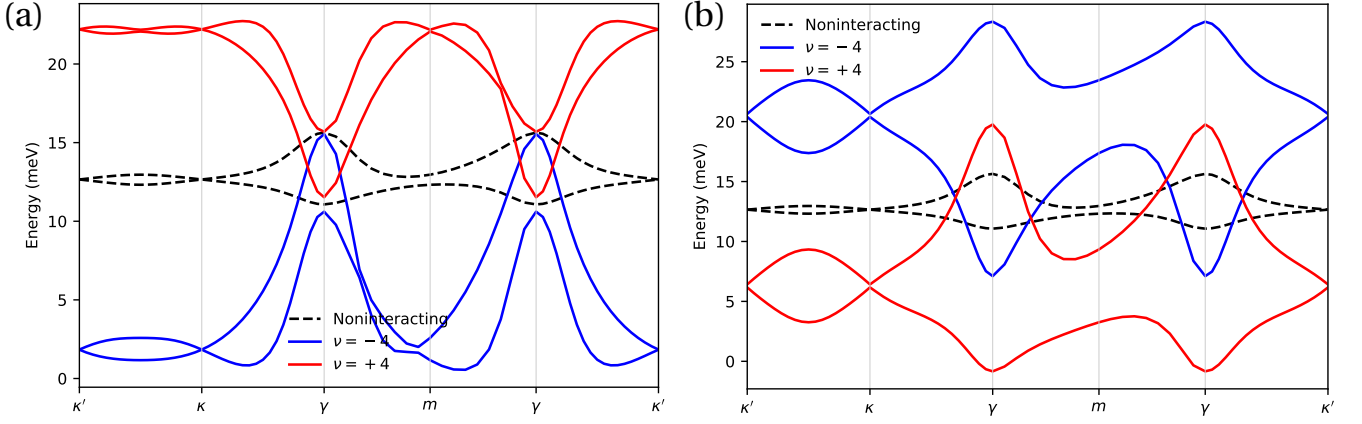 (a)
20
15
10
5
0
Energy (meV)
κ′
κ
γ
m
γ
κ′
Noninteracting
ν = − 4
ν = + 4
(b)
25
20
15
10
5
0
Energy (meV)
κ′
κ
γ
m
γ
κ′
Noninteracting
ν = − 4
ν = + 4